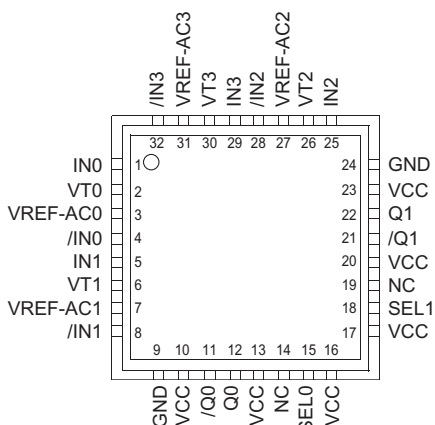 /IN3
VREF-AC3
VT3
IN3
/IN2
VREF-AC2
VT2
IN2
32 31 30 29 28 27 26 25
IN0 1
VT0 2
VREF-AC0 3
/IN0 4
IN1 5
VT1 6
VREF-AC1 7
/IN1 8
24 GND
23 VCC
22 Q1
21 /Q1
20 VCC
19 NC
18 SEL1
17 VCC
9 10 11 12 13 14 15 16
GND
VCC
/Q0
Q0
VCC
NC
SEL0
VCC